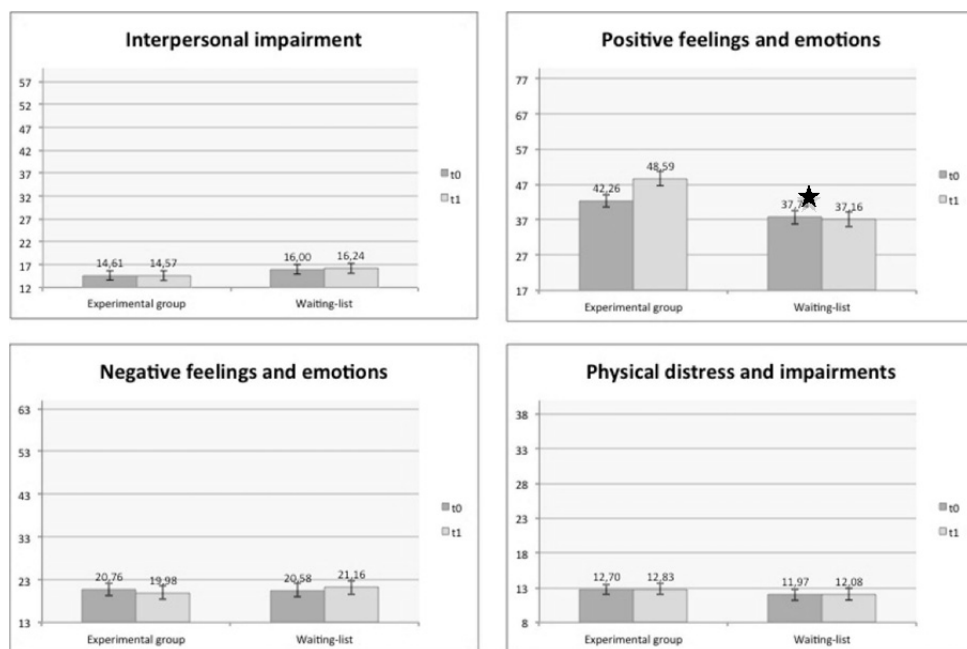 Interpersonal impairment
57
52
47
42
37
32
27
22
17
12
14,61
14,57
16,00
16,24
Experimental group
Waiting-list
t0
t1
Positive feelings and emotions
77
67
57
47
37
27
17
42,26
48,59
37,16
Experimental group
Waiting-list
t0
t1
Negative feelings and emotions
63
53
43
33
23
13
20,76
19,98
20,58
21,16
Experimental group
Waiting-list
t0
t1
Physical distress and impairments
38
33
28
23
18
13
8
12,70
12,83
11,97
12,08
Experimental group
Waiting-list
t0
t1